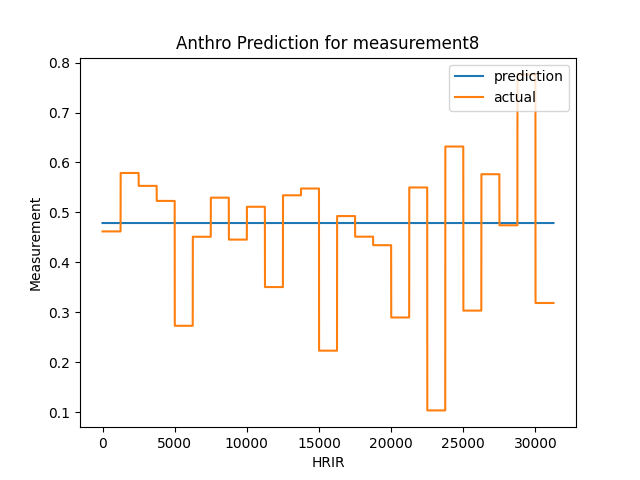 Anthro Prediction for measurement8
prediction
actual
0.8
0.7
0.6
0.5
0.4
0.3
0.2
0.1
Measurement
0 5000 10000 15000 20000 25000 30000
HRIR